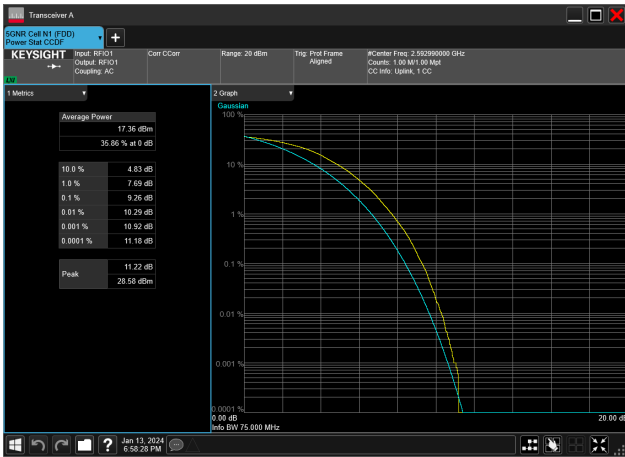 Transceiver A
5GNR Cell N1 (FDD)
Power Stat CCDF
KEYSIGHT
LNI
Input: RFIO1
Output: RFIO1
Coupling: AC
Corr CCorr
Range: 20 dBm
Trig: Prot Frame
Aligned
#Center Freq: 2.592990000 GHz
Counts: 1.00 M/1.00 Mpt
CC Info: Uplink, 1 CC
1 Metrics
Average Power
17.36 dBm
35.86 % at 0 dB
10.0 % 4.83 dB
1.0 % 7.69 dB
0.1 % 9.26 dB
0.01 % 10.29 dB
0.001 % 10.92 dB
0.0001 % 11.18 dB
Peak
11.22 dB
28.58 dBm
2 Graph
Gaussian
100 %
10 %
1 %
0.1 %
0.01 %
0.001 %
0.0001 %
0.00 dB
20.00 dB
Info BW 75.000 MHz
?
Jan 13, 2024
6:58:28 PM